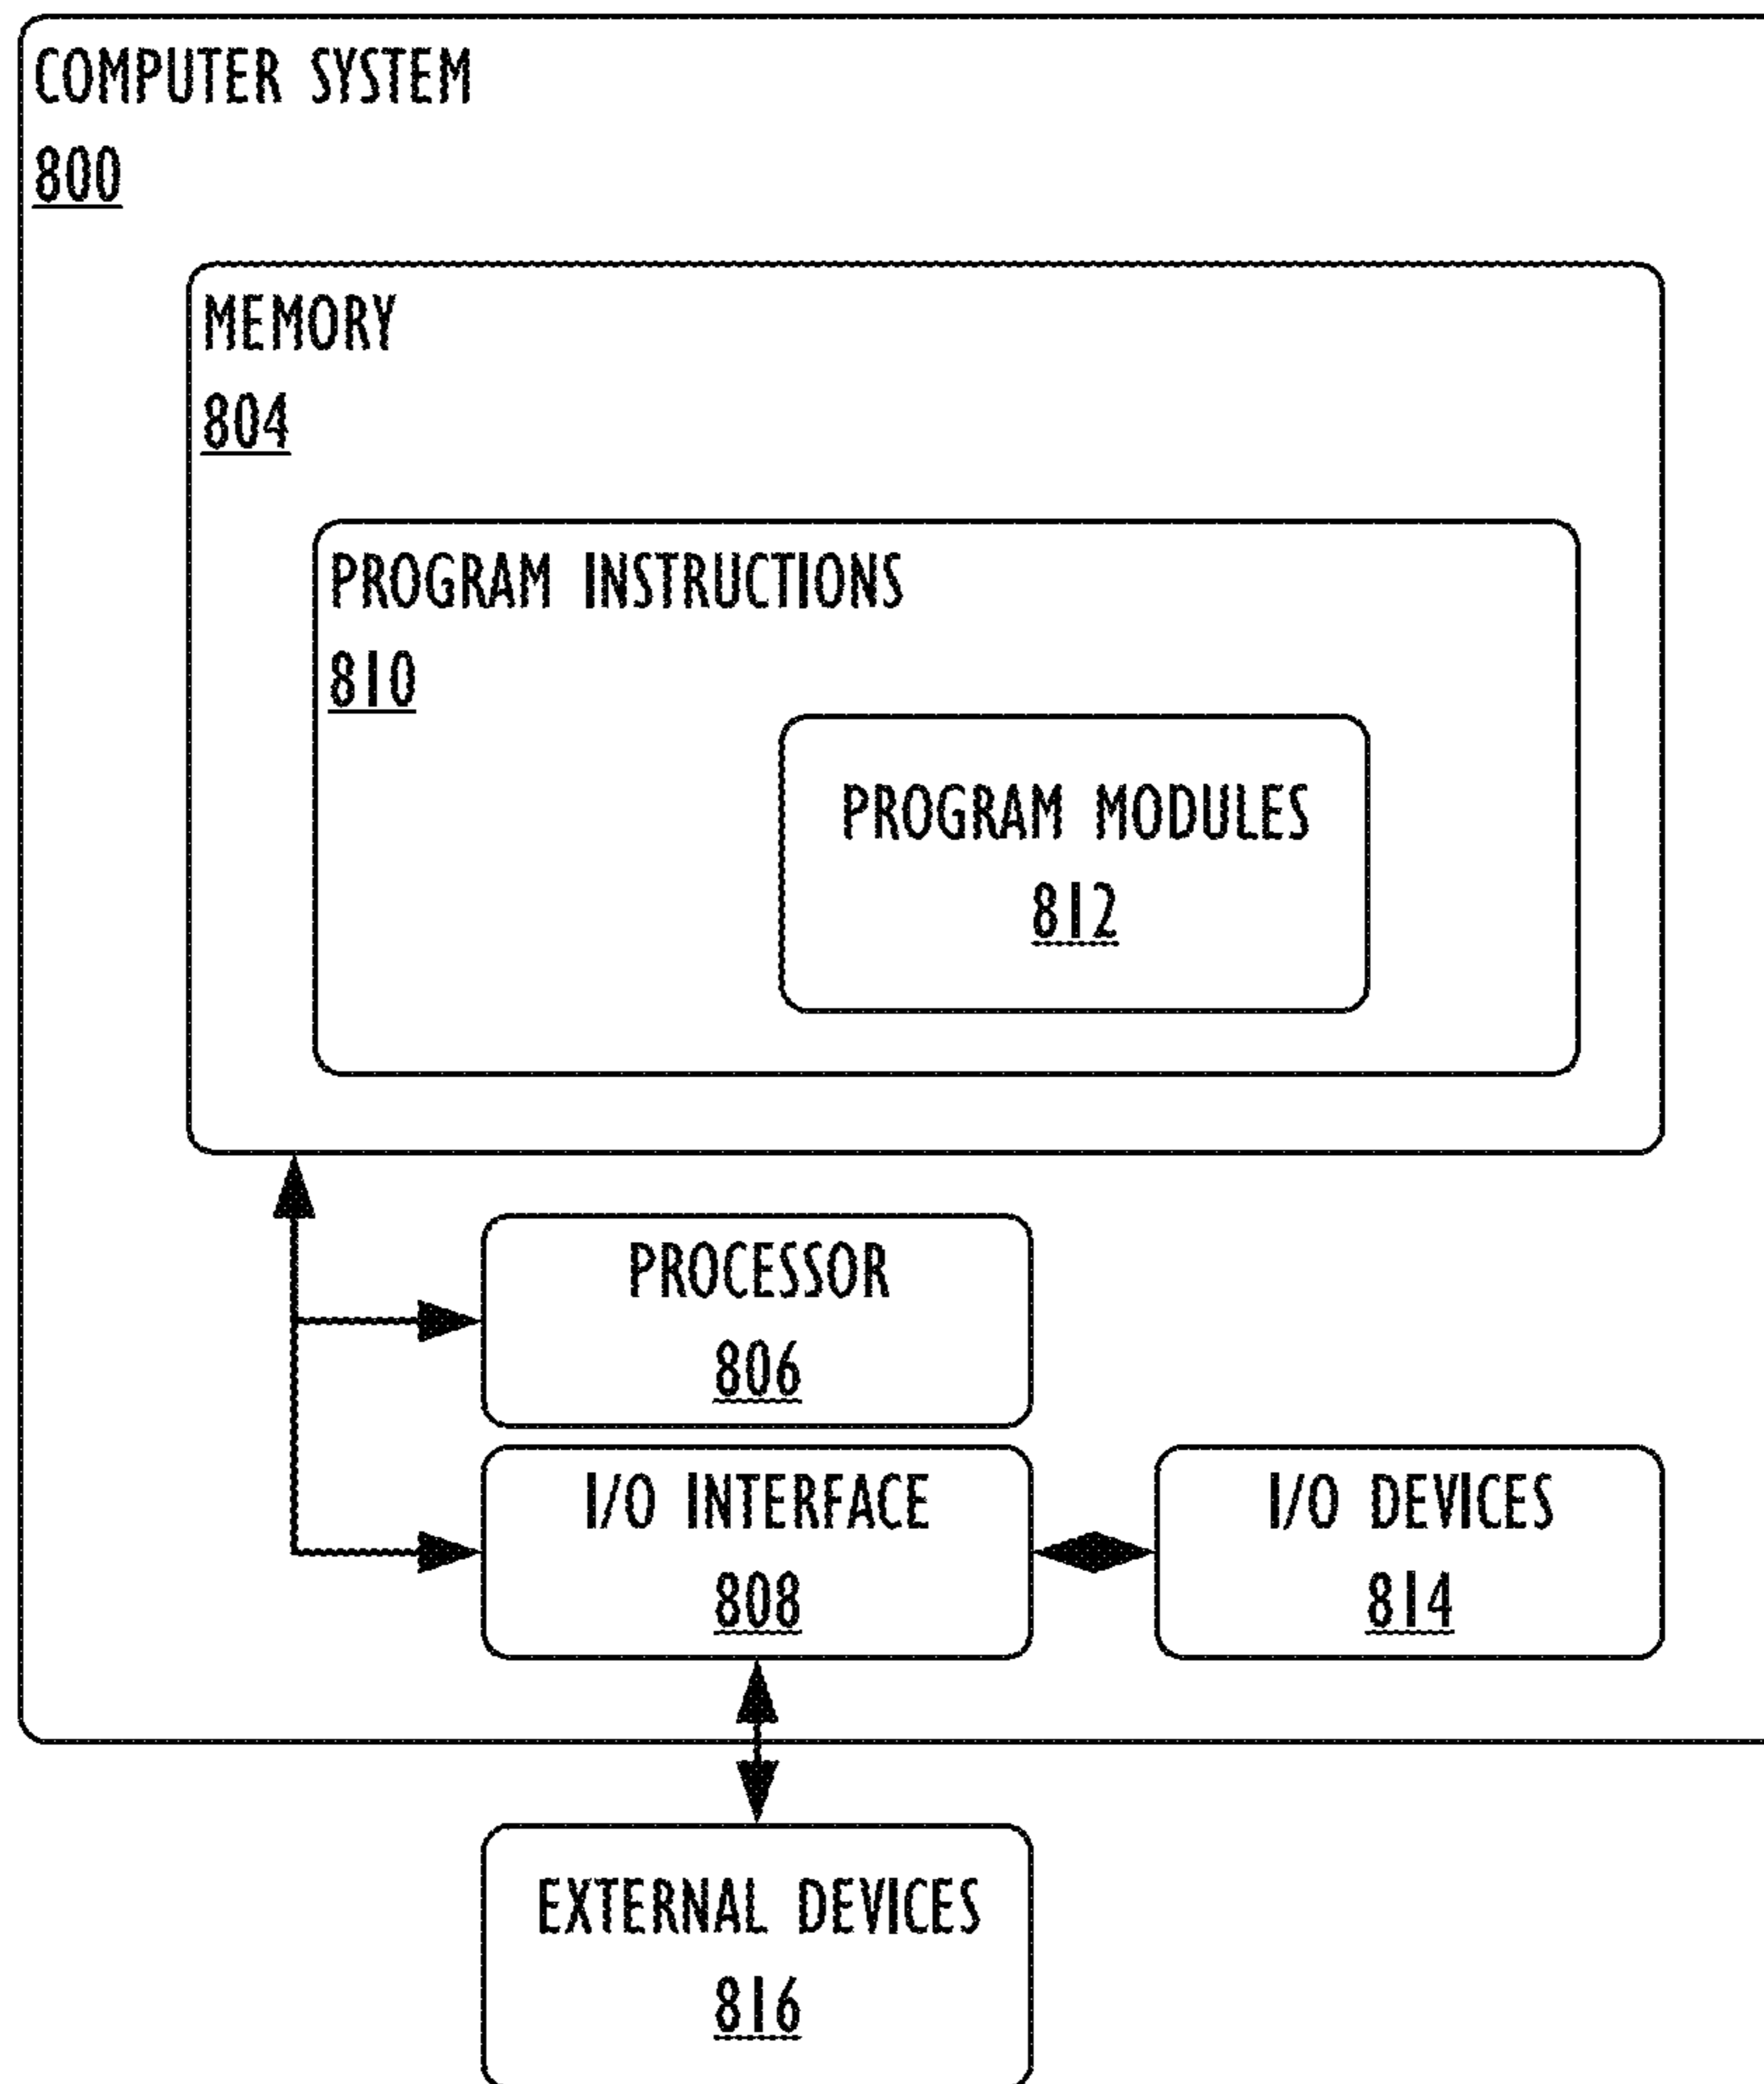 COMPUTER SYSTEM
800
MEMORY
804
PROGRAM INSTRUCTIONS
810
PROGRAM MODULES
812
PROCESSOR
806
I/O INTERFACE
808
I/O DEVICES
814
EXTERNAL DEVICES
816